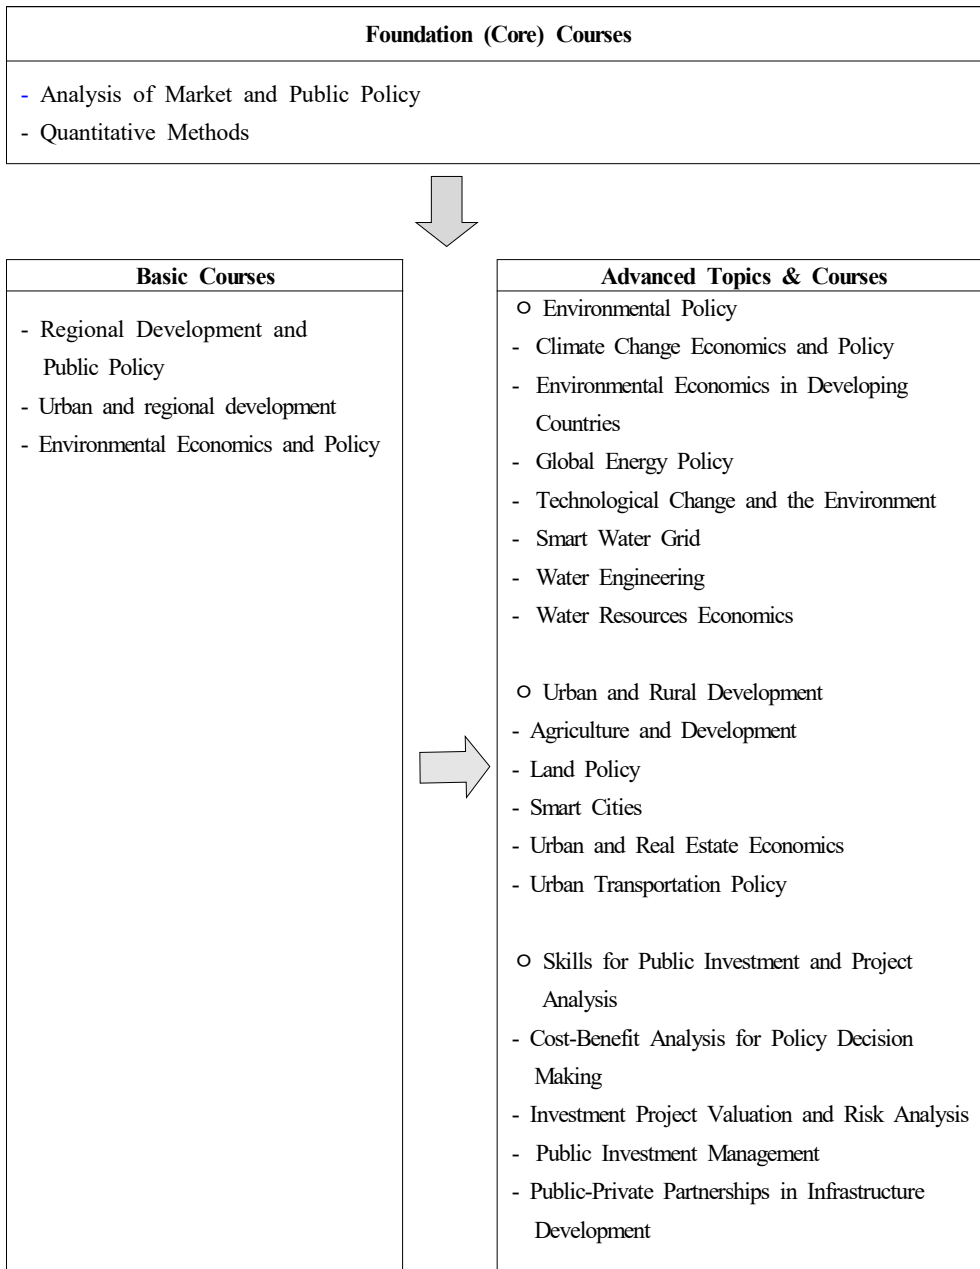 Foundation (Core) Courses
- Analysis of Market and Public Policy
- Quantitative Methods
Basic Courses
- Regional Development and
Public Policy
- Urban and regional development
- Environmental Economics and Policy
Advanced Topics & Courses
o Environmental Policy
- Climate Change Economics and Policy
- Environmental Economics in Developing
Countries
- Global Energy Policy
- Technological Change and the Environment
- Smart Water Grid
- Water Engineering
- Water Resources Economics
o Urban and Rural Development
- Agriculture and Development
- Land Policy
- Smart Cities
- Urban and Real Estate Economics
- Urban Transportation Policy
o Skills for Public Investment and Project
Analysis
- Cost-Benefit Analysis for Policy Decision
Making
- Investment Project Valuation and Risk Analysis
- Public Investment Management
- Public-Private Partnerships in Infrastructure
Development